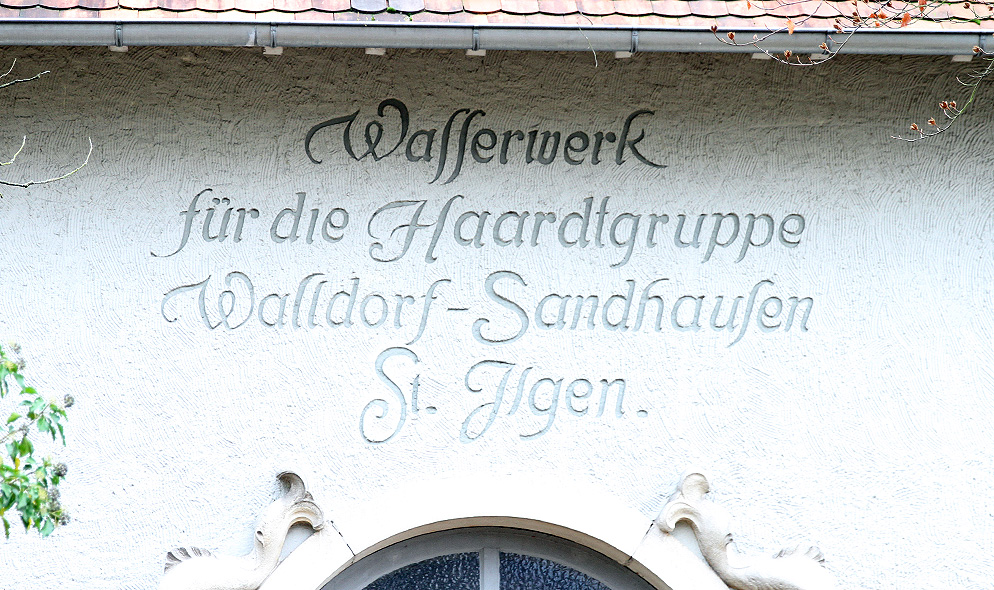 Waſſerwerk
für die Haardtgruppe
Walldorf-Sandhauſen
St. Ilgen.